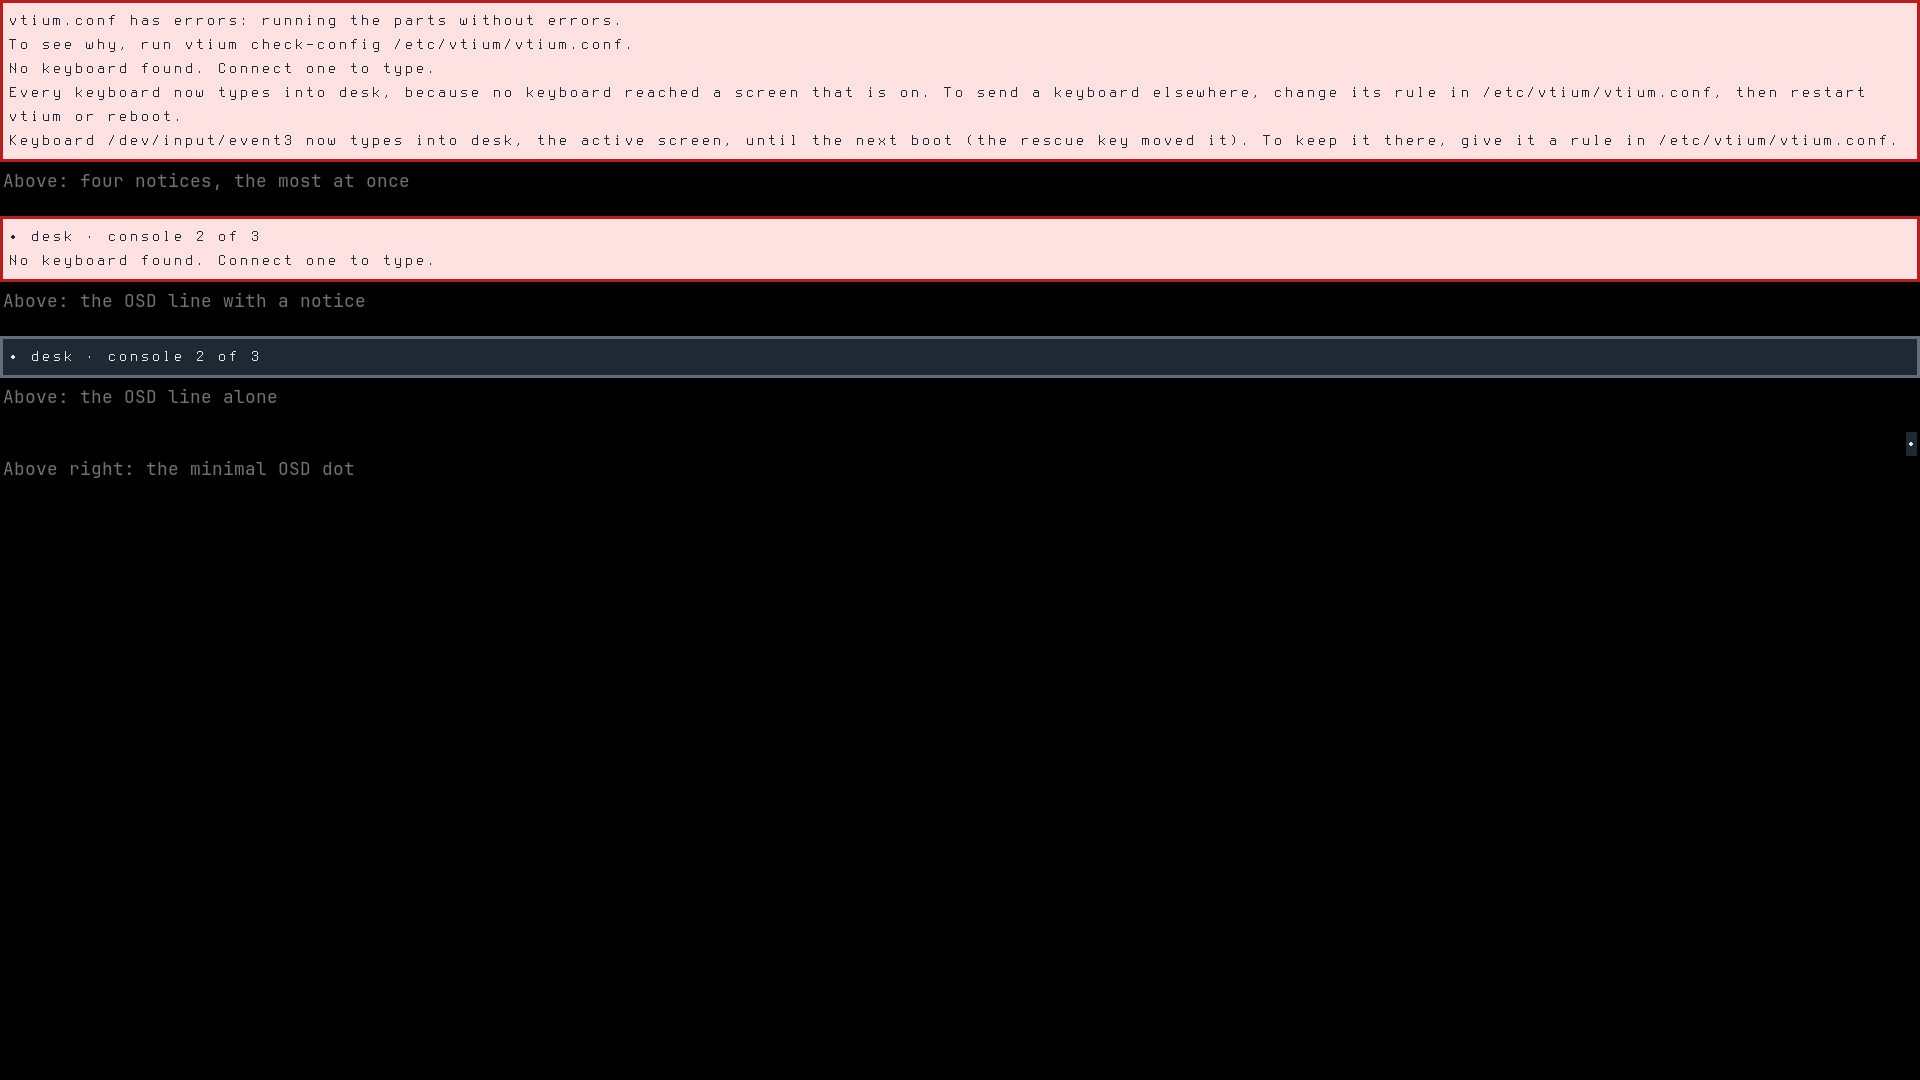 vtium.conf has errors: running the parts without errors.
To see why, run vtium check-config /etc/vtium/vtium.conf.
No keyboard found. Connect one to type.
Every keyboard now types into desk, because no keyboard reached a screen that is on. To send a keyboard elsewhere, change its rule in /etc/vtium/vtium.conf, then restart
vtium or reboot.
Keyboard /dev/input/event3 now types into desk, the active screen, until the next boot (the rescue key moved it). To keep it there, give it a rule in /etc/vtium/vtium.conf.
Above: four notices, the most at once
• desk · console 2 of 3
No keyboard found. Connect one to type.
Above: the OSD line with a notice
• desk · console 2 of 3
Above: the OSD line alone
•
Above right: the minimal OSD dot